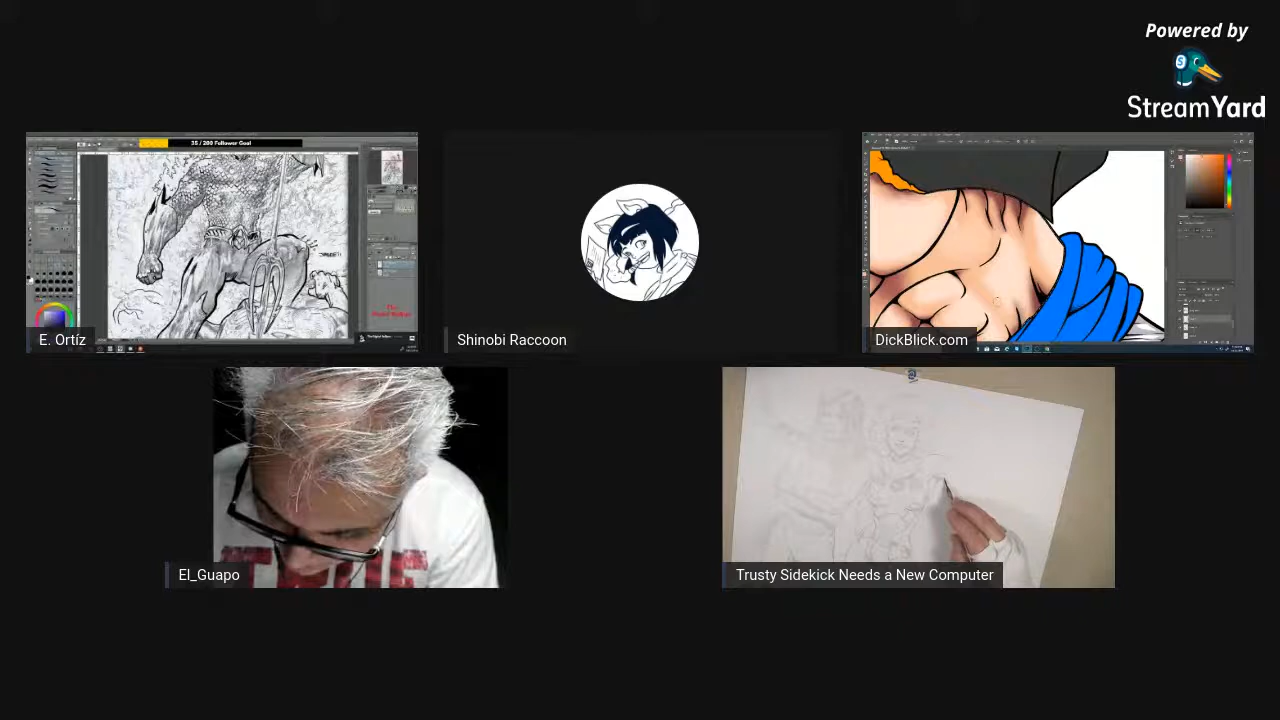 Powered by
StreamYard
35 / 200 Follower Goal
E. Ortíz
Shinobi Raccoon
DickBlick.com
El_Guapo
Trusty Sidekick Needs a New Computer